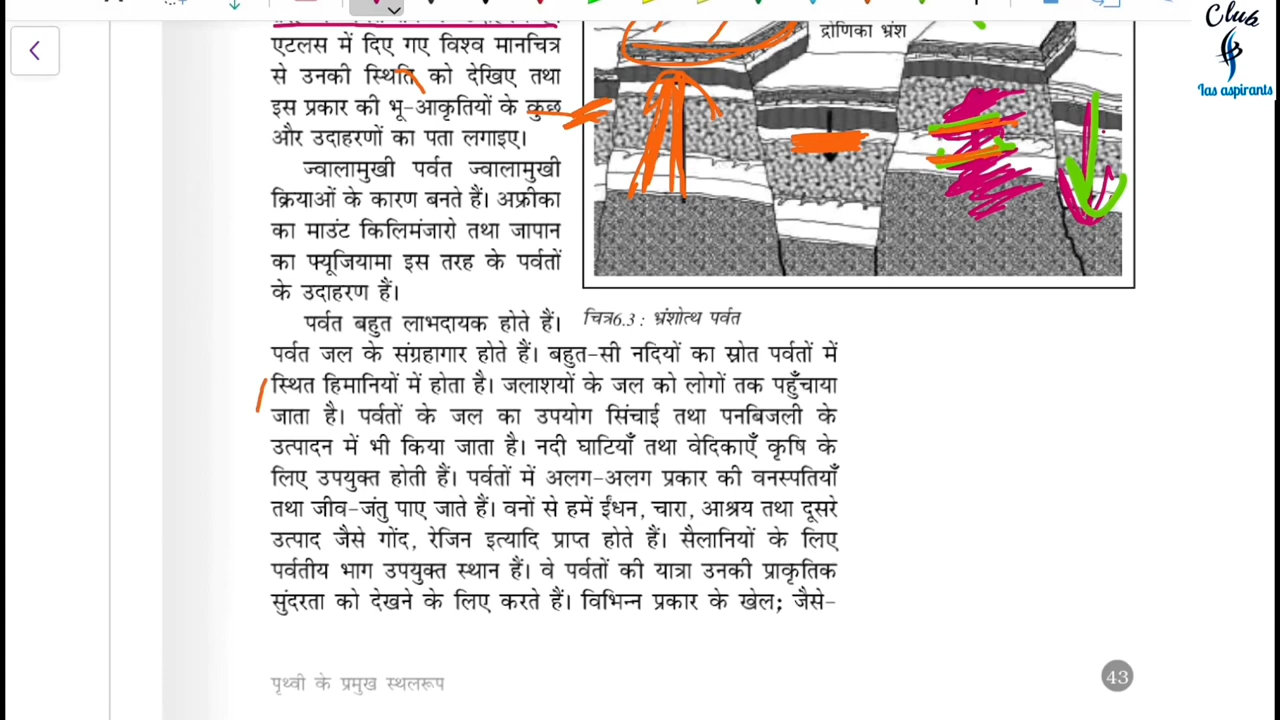 Club
Ias aspirants
एटलस में दिए गए विश्व मानचित्र
से उनकी स्थिति को देखिए तथा
इस प्रकार की भू-आकृतियों के कुछ
और उदाहरणों का पता लगाइए।
ज्वालामुखी पर्वत ज्वालामुखी
क्रियाओं के कारण बनते हैं। अफ्रीका
का माउंट किलिमंजारो तथा जापान
का फ्यूजियामा इस तरह के पर्वतों
के उदाहरण हैं।
द्रोणिका भ्रंश
चित्र6.3 : भ्रंशोत्थ पर्वत
पर्वत बहुत लाभदायक होते हैं।
पर्वत जल के संग्रहागार होते हैं। बहुत-सी नदियों का स्रोत पर्वतों में
स्थित हिमानियों में होता है। जलाशयों के जल को लोगों तक पहुँचाया
जाता है। पर्वतों के जल का उपयोग सिंचाई तथा पनबिजली के
उत्पादन में भी किया जाता है। नदी घाटियाँ तथा वेदिकाएँ कृषि के
लिए उपयुक्त होती हैं। पर्वतों में अलग-अलग प्रकार की वनस्पतियाँ
तथा जीव-जंतु पाए जाते हैं। वनों से हमें ईंधन, चारा, आश्रय तथा दूसरे
उत्पाद जैसे गोंद, रेजिन इत्यादि प्राप्त होते हैं। सैलानियों के लिए
पर्वतीय भाग उपयुक्त स्थान हैं। वे पर्वतों की यात्रा उनकी प्राकृतिक
सुंदरता को देखने के लिए करते हैं। विभिन्न प्रकार के खेल; जैसे-
पृथ्वी के प्रमुख स्थलरूप
43